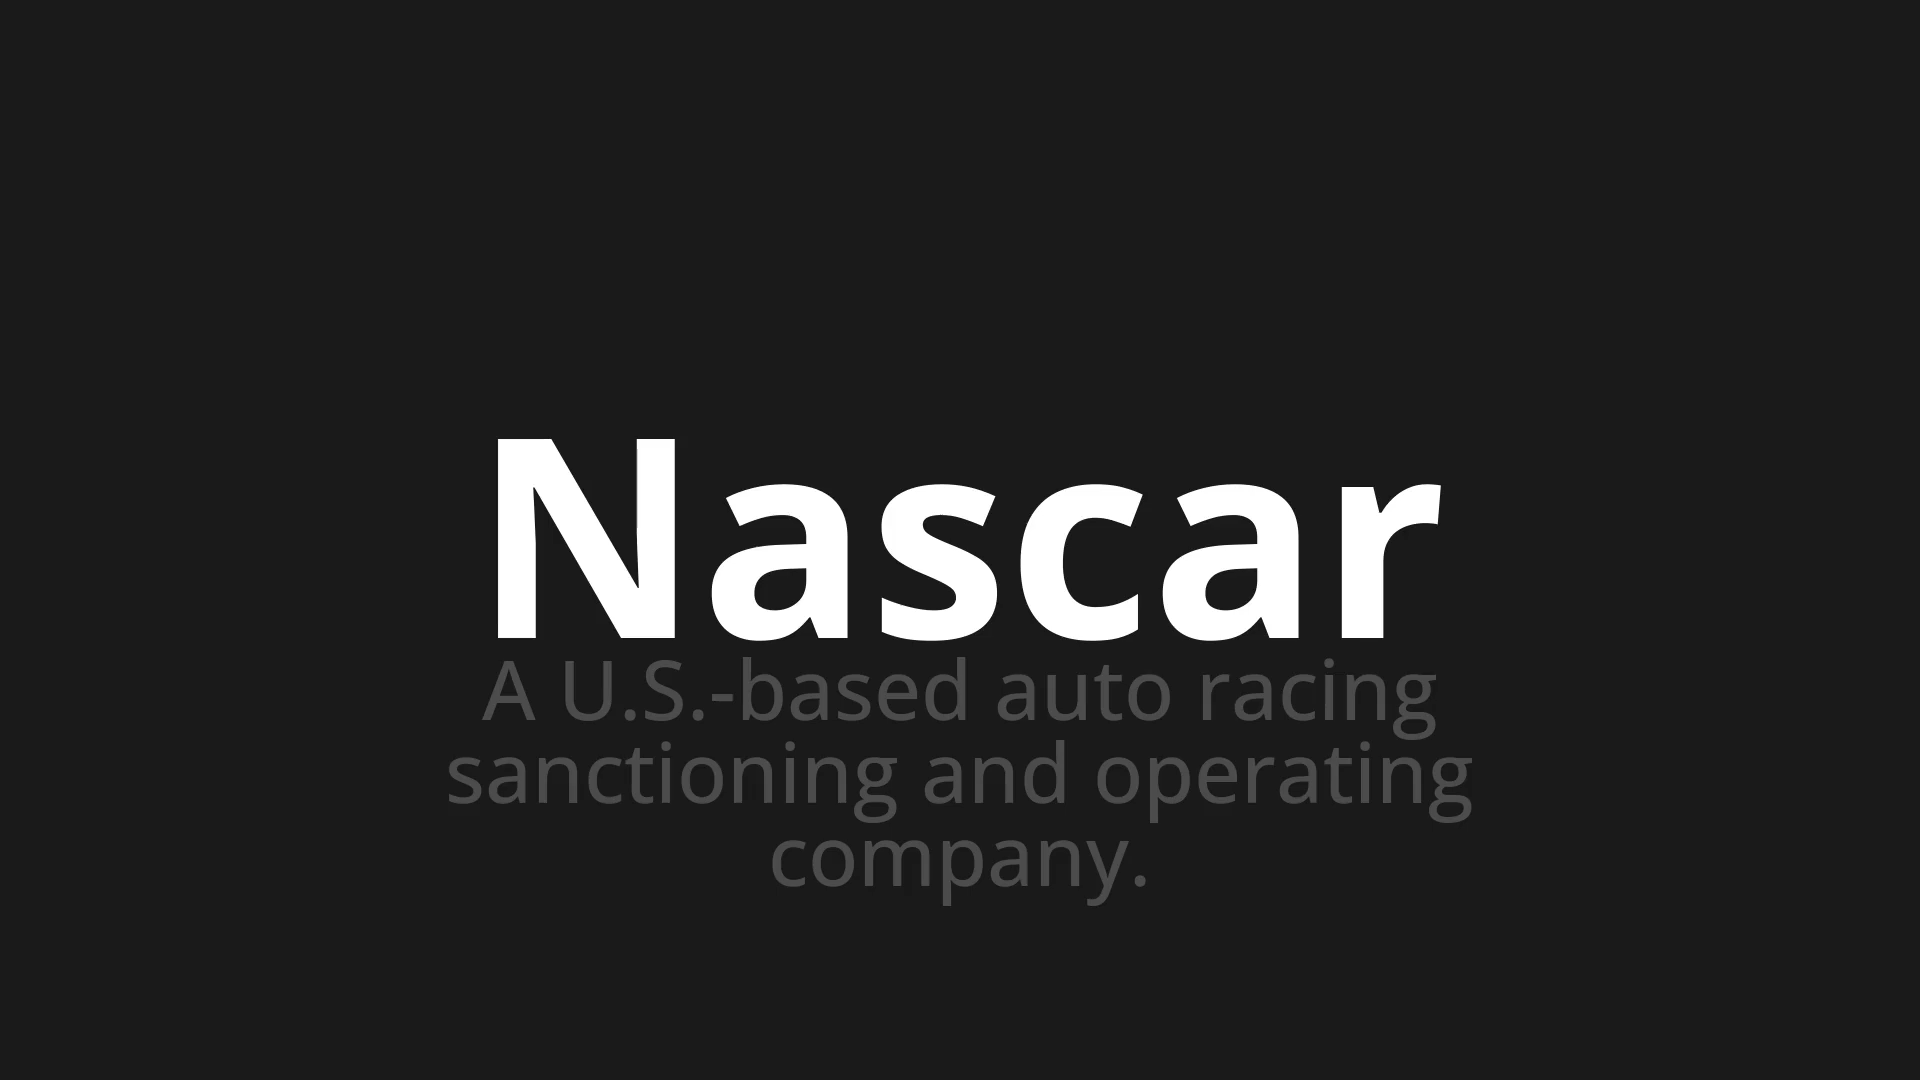 Nascar
A U.S.-based auto racing
sanctioning and operating
company.